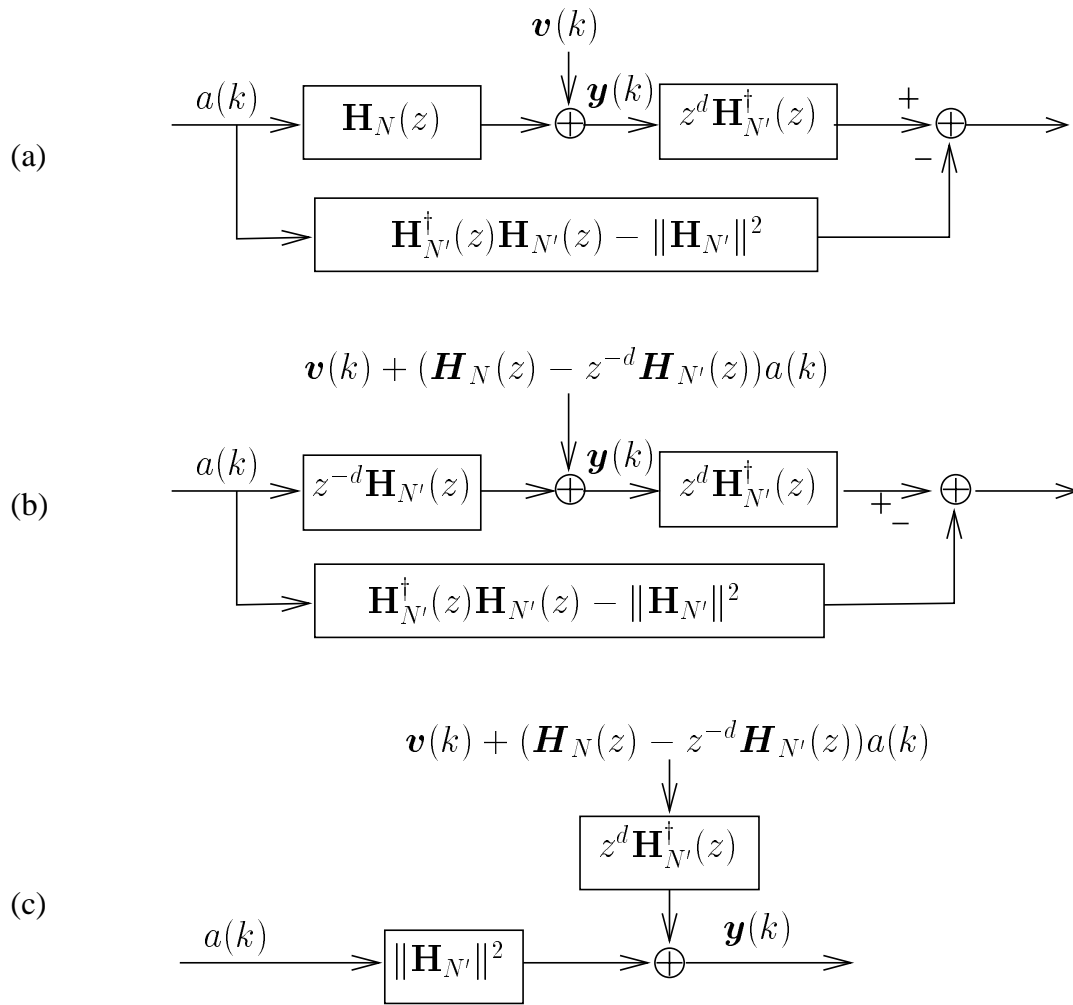 𝒗(k)
a(k) 𝐇_N(z) 𝒚(k) z^d 𝐇^†_{N′}(z) +
(a) -
𝐇^†_{N′}(z)𝐇_{N′}(z) − ‖𝐇_{N′}‖^2
𝒗(k) + (𝑯_N(z) − z^{−d} 𝑯_{N′}(z))a(k)
a(k) z^{−d} 𝐇_{N′}(z) 𝒚(k) z^d 𝐇^†_{N′}(z)
(b) + -
𝐇^†_{N′}(z)𝐇_{N′}(z) − ‖𝐇_{N′}‖^2
𝒗(k) + (𝑯_N(z) − z^{−d} 𝑯_{N′}(z))a(k)
z^d 𝐇^†_{N′}(z)
(c)
a(k) ‖𝐇_{N′}‖^2 𝒚(k)